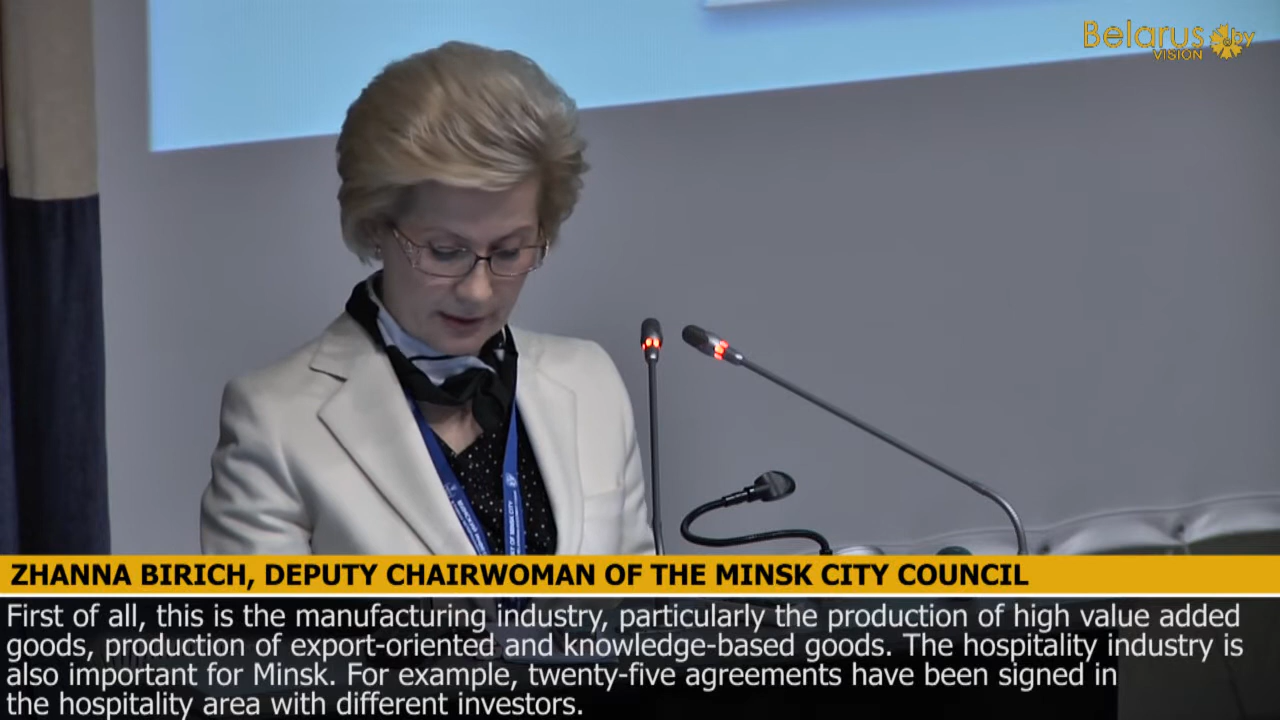 Belarus.by
VISION
OF MINSK CITY
ZHANNA BIRICH, DEPUTY CHAIRWOMAN OF THE MINSK CITY COUNCIL
First of all, this is the manufacturing industry, particularly the production of high value added
goods, production of export-oriented and knowledge-based goods. The hospitality industry is
also important for Minsk. For example, twenty-five agreements have been signed in
the hospitality area with different investors.